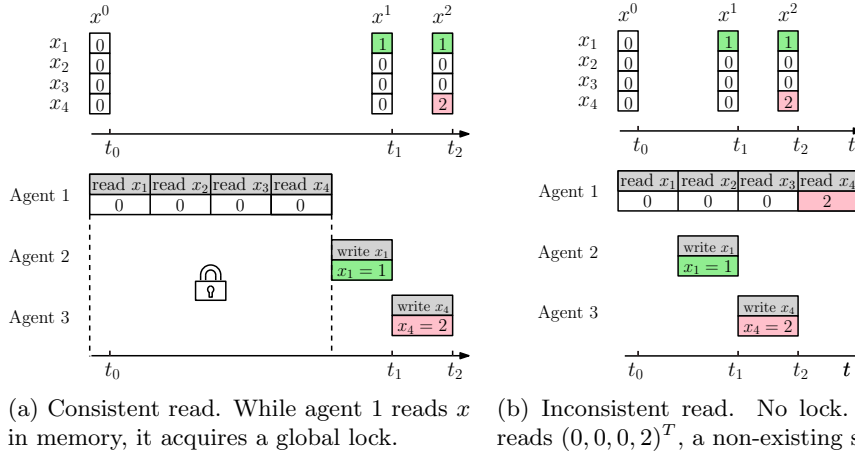 x^0 x^1 x^2
x_1 0 1 1
x_2 0 0 0
x_3 0 0 0
x_4 0 0 2
t_0 t_1 t_2
Agent 1 read x_1 read x_2 read x_3 read x_4
0 0 0 0
Agent 2 write x_1
x_1 = 1
Agent 3 write x_4
x_4 = 2
t_0 t_1 t_2
(a) Consistent read. While agent 1 reads x
in memory, it acquires a global lock.
x^0 x^1 x^2
x_1 0 1 1
x_2 0 0 0
x_3 0 0 0
x_4 0 0 2
t_0 t_1 t_2 t
Agent 1 read x_1 read x_2 read x_3 read x_4
0 0 0 2
Agent 2 write x_1
x_1 = 1
Agent 3 write x_4
x_4 = 2
t_0 t_1 t_2 t
(b) Inconsistent read. No lock.
reads (0, 0, 0, 2)^T, a non-existing s